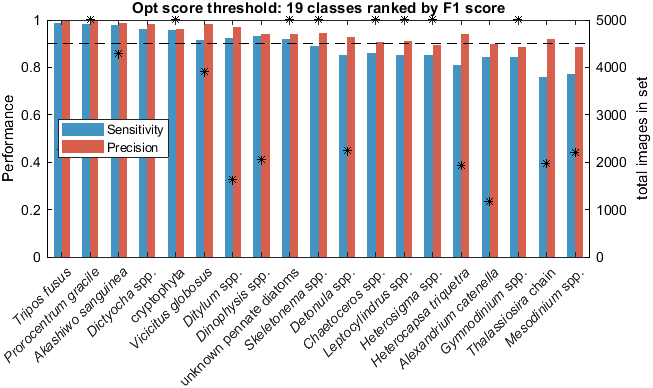 Opt score threshold: 19 classes ranked by F1 score
Performance
1
0.8
0.6
0.4
0.2
0
Sensitivity
Precision
5000
4000
3000
2000
1000
0
total images in set
Tripos fusus
Prorocentrum gracile
Akashiwo sanguinea
Dictyocha spp.
cryptophyta
Vicicitus globosus
Ditylum spp.
Dinophysis spp.
unknown pennate diatoms
Skeletonema spp.
Detonula spp.
Chaetoceros spp.
Leptocylindrus spp.
Heterosigma spp.
Heterocapsa triquetra
Alexandrium catenella
Gymnodinium spp.
Thalassiosira chain
Mesodinium spp.